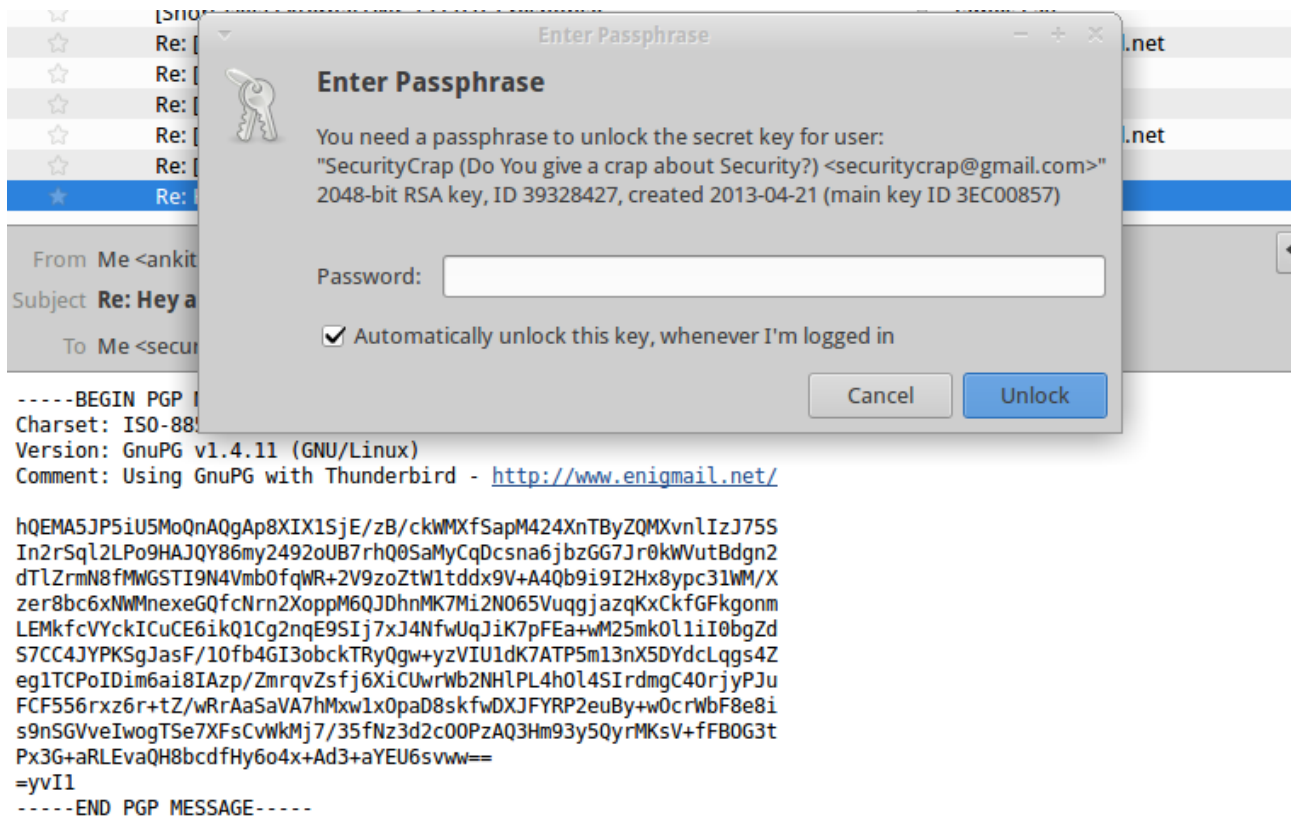 Enter Passphrase
Re: [
.net
Re: [
Re: [
Re: [
.net
Re: [
Re:
Enter Passphrase
You need a passphrase to unlock the secret key for user:
"SecurityCrap (Do You give a crap about Security?) <securitycrap@gmail.com>"
2048-bit RSA key, ID 39328427, created 2013-04-21 (main key ID 3EC00857)
Password:
Automatically unlock this key, whenever I'm logged in
Cancel Unlock
From Me <ankit
Subject Re: Hey a
To Me <secur
-----BEGIN PGP
Charset: ISO-885
Version: GnuPG v1.4.11 (GNU/Linux)
Comment: Using GnuPG with Thunderbird - http://www.enigmail.net/
hQEMA5JP5iU5MoQnAQgAp8XIX1SjE/zB/ckWMXfSapM424XnTByZQMXvnlIzJ75S
In2rSql2LPo9HAJQY86my2492oUB7rhQ0SaMyCqDcsna6jbzGG7Jr0kWVutBdgn2
dTlZrmN8fMWGSTI9N4VmbOfqWR+2V9zoZtW1tddx9V+A4Qb9i9I2Hx8ypc31WM/X
zer8bc6xNWMnexeGQfcNrn2XoppM6QJDhnMK7Mi2NO65VuqgjazqKxCkfGFkgonm
LEMkfcVYckICuCE6ikQ1Cg2nqE9SIj7xJ4NfwUqJiK7pFEa+wM25mkOl1iI0bgZd
S7CC4JYPKSgJasF/1Ofb4GI3obckTRyQgw+yzVIU1dK7ATP5m13nX5DYdcLqgs4Z
eg1TCPoIDim6ai8IAzp/ZmrqvZsfj6XiCUwrWb2NHlPL4hOl4SIrdmgC4OrjyPJu
FCF556rxz6r+tZ/wRrAaSaVA7hMxw1xOpaD8skfwDXJFYRP2euBy+wOcrWbF8e8i
s9nSGVveIwogTSe7XFsCvWkMj7/35fNz3d2cOOPzAQ3Hm93y5QyrMKsV+fFBOG3t
Px3G+aRLEvaQH8bcdfHy6o4x+Ad3+aYEU6svww==
=yvI1
-----END PGP MESSAGE-----